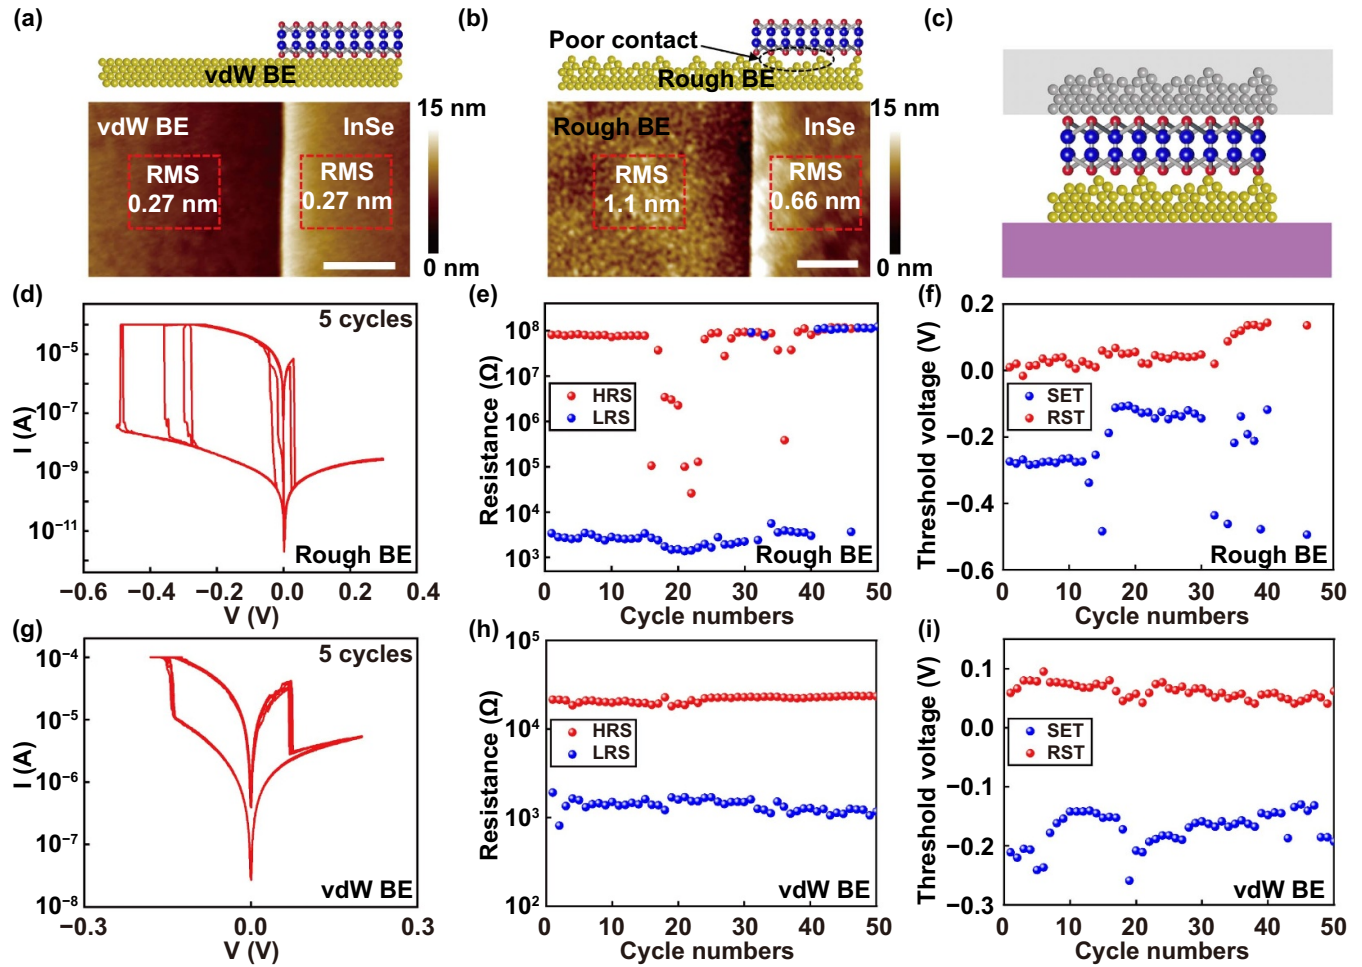 (a)
vdW BE
vdW BE
InSe
RMS
0.27 nm
RMS
0.27 nm
15 nm
0 nm
(b)
Poor contact
Rough BE
Rough BE
InSe
RMS
1.1 nm
RMS
0.66 nm
15 nm
0 nm
(c)
(d)
5 cycles
I (A)
10⁻⁵
10⁻⁷
10⁻⁹
10⁻¹¹
Rough BE
−0.6 −0.4 −0.2 0.0 0.2 0.4
V (V)
(e)
Resistance (Ω)
10⁸
10⁷
10⁶
10⁵
10⁴
10³
HRS
LRS
Rough BE
0 10 20 30 40 50
Cycle numbers
(f)
Threshold voltage (V)
0.2
0.0
−0.2
−0.4
−0.6
SET
RST
Rough BE
0 10 20 30 40 50
Cycle numbers
(g)
5 cycles
I (A)
10⁻⁴
10⁻⁵
10⁻⁶
10⁻⁷
10⁻⁸
vdW BE
−0.3 0.0 0.3
V (V)
(h)
Resistance (Ω)
10⁵
10⁴
10³
10²
HRS
LRS
vdW BE
0 10 20 30 40 50
Cycle numbers
(i)
Threshold voltage (V)
0.1
0.0
−0.1
−0.2
−0.3
SET
RST
vdW BE
0 10 20 30 40 50
Cycle numbers